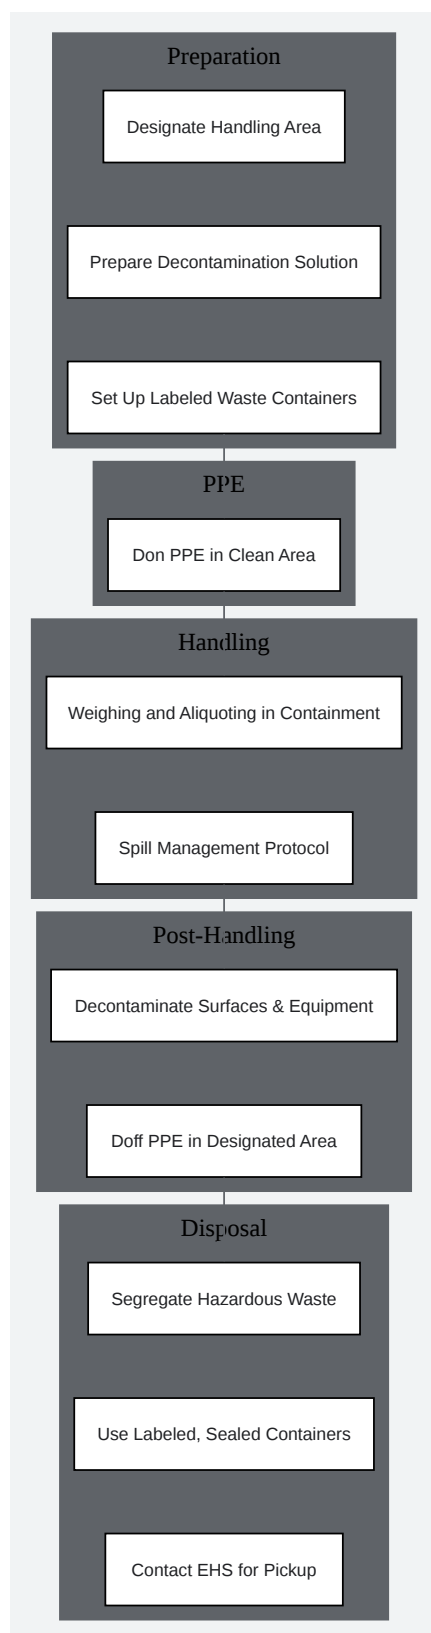 Preparation
Designate Handling Area
Prepare Decontamination Solution
Set Up Labeled Waste Containers
PPE
Don PPE in Clean Area
Handling
Weighing and Aliquoting in Containment
Spill Management Protocol
Post-Handling
Decontaminate Surfaces & Equipment
Doff PPE in Designated Area
Disposal
Segregate Hazardous Waste
Use Labeled, Sealed Containers
Contact EHS for Pickup